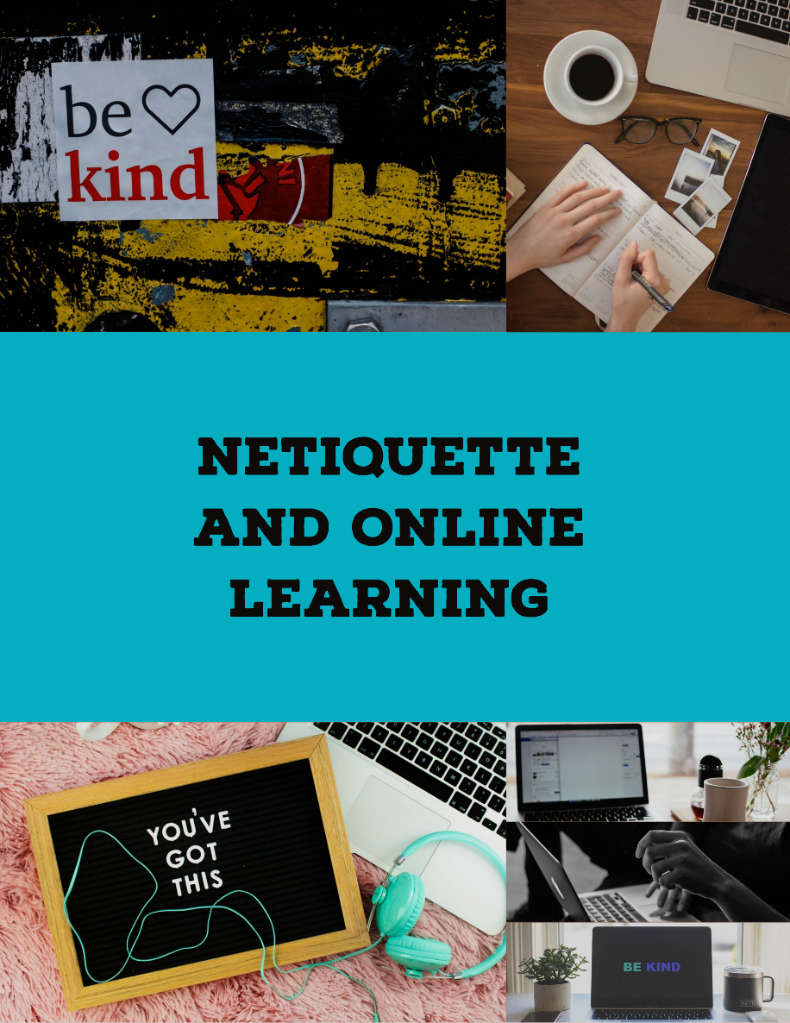 be
kind
NETIQUETTE
AND ONLINE
LEARNING
YOU'VE
GOT
THIS
BE KIND